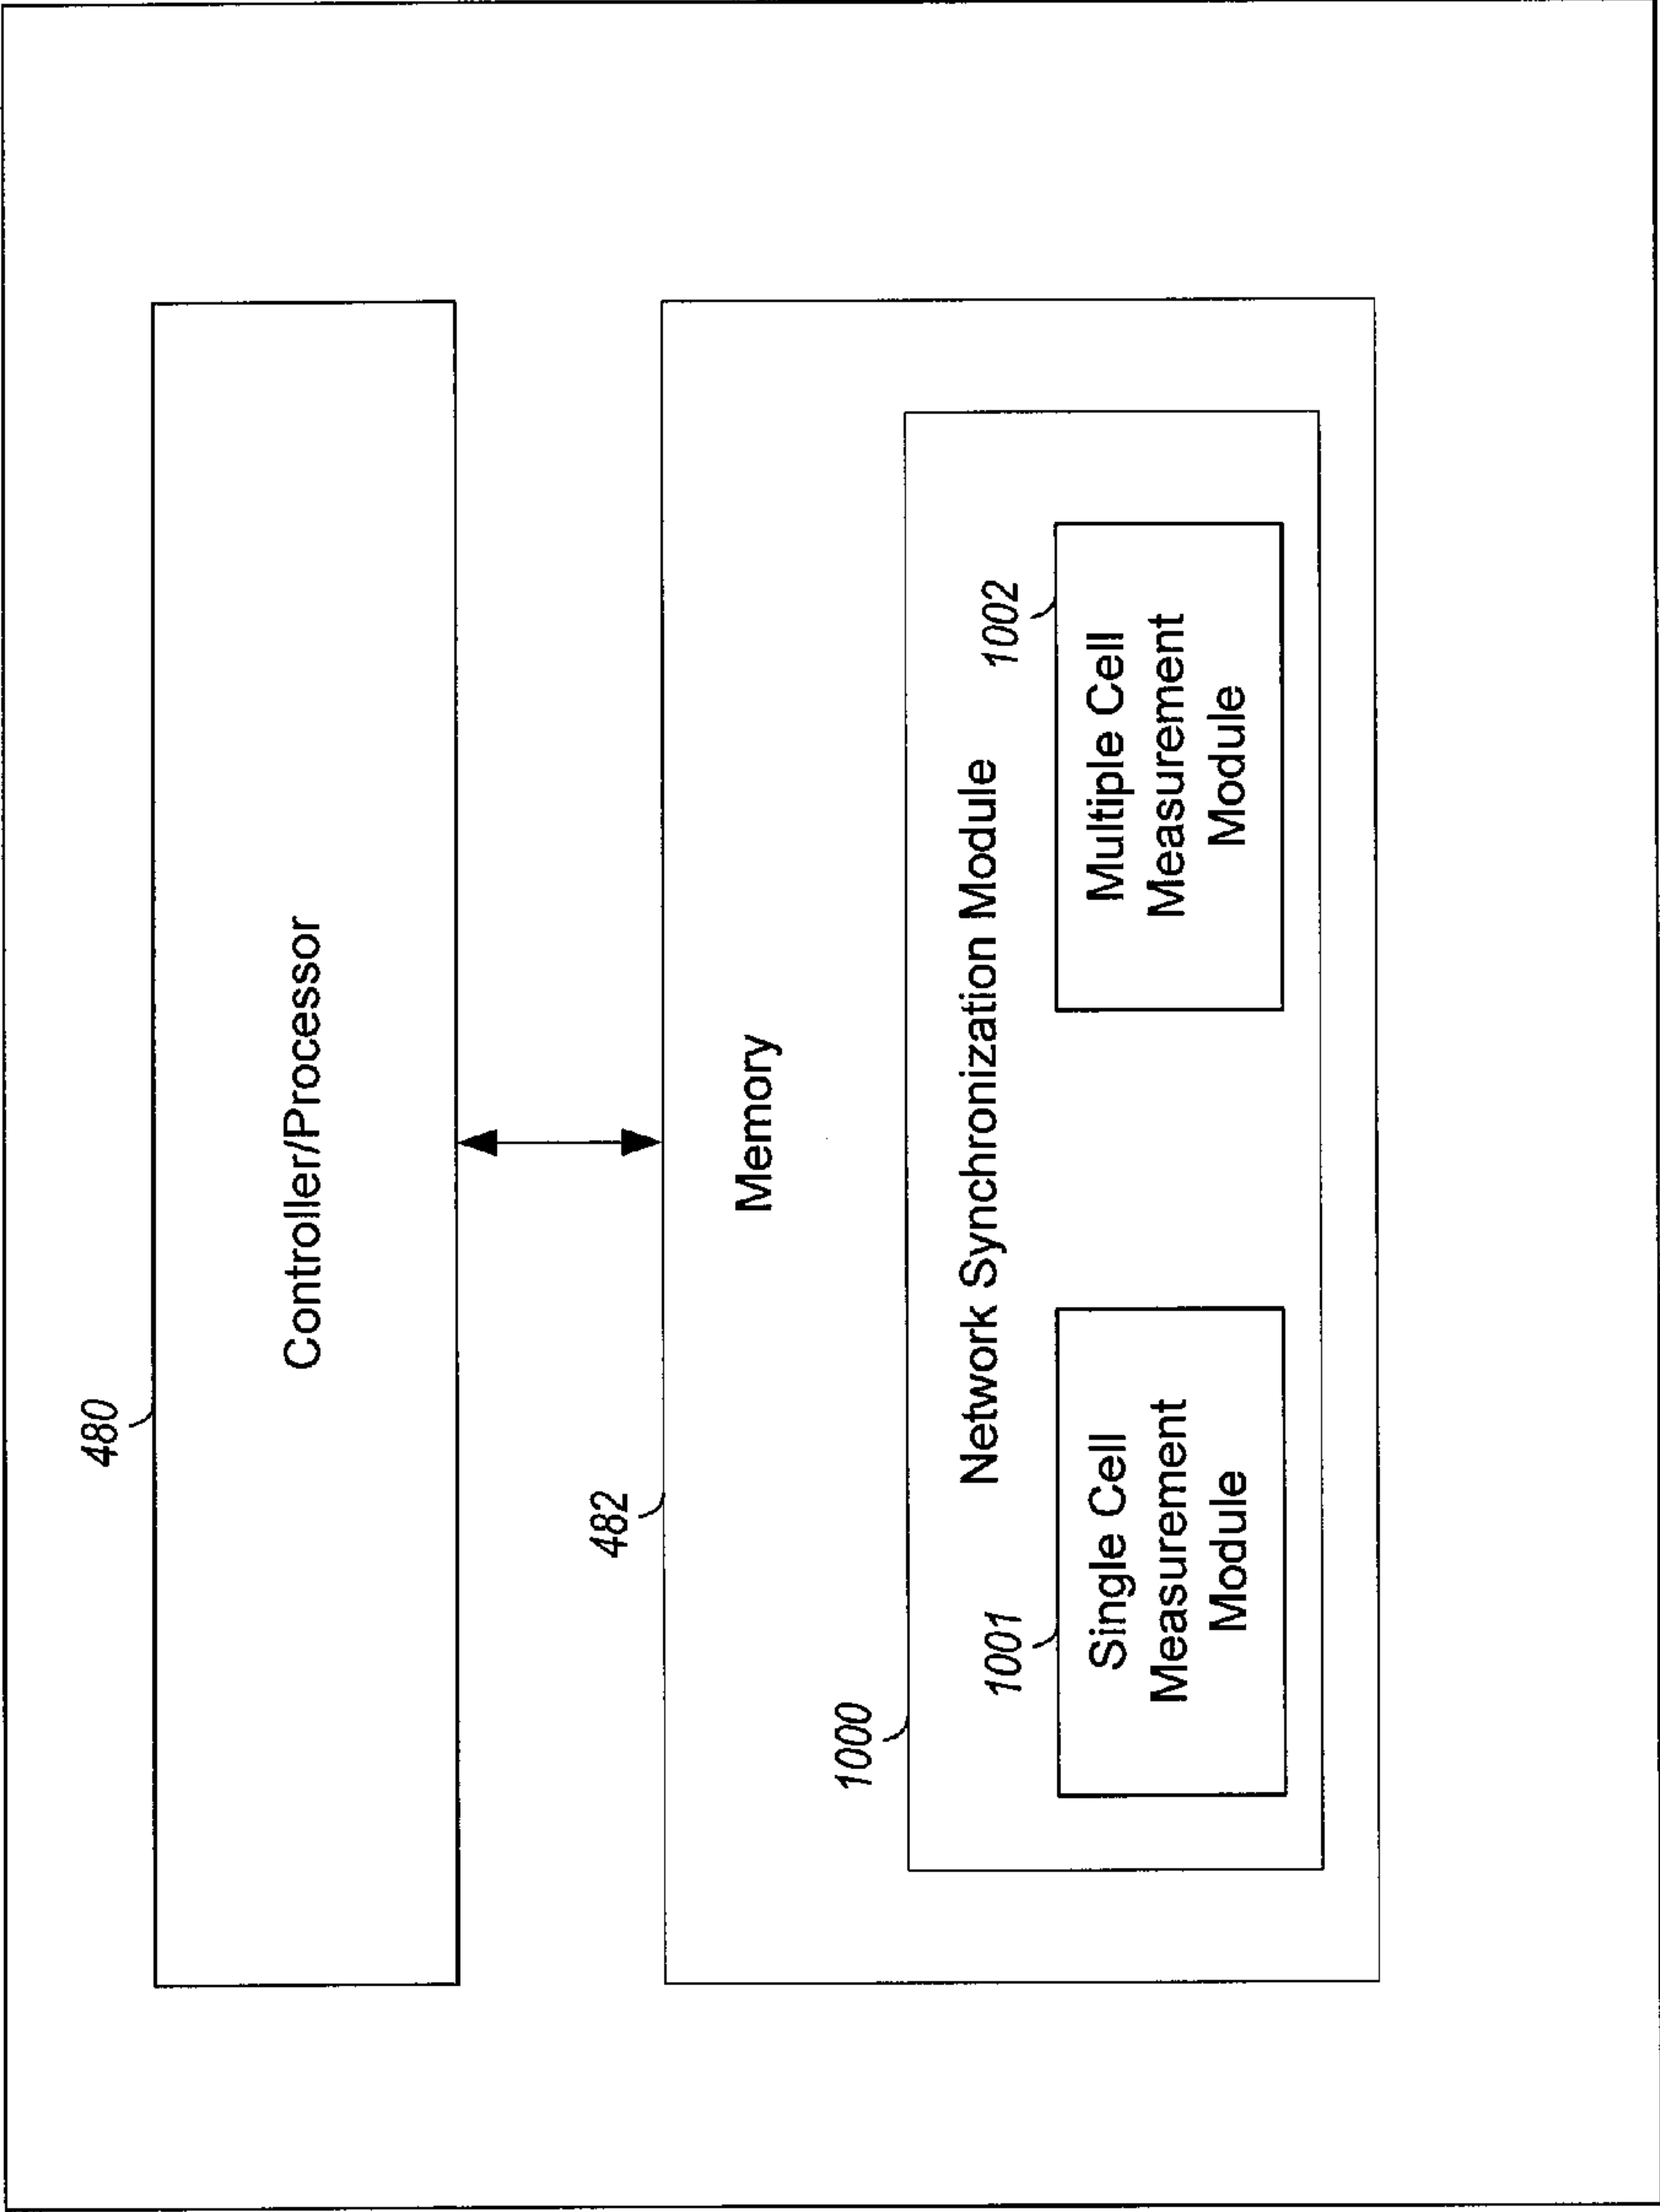 480
Controller/Processor
482
Memory
1000
Network Synchronization Module
1001
Single Cell
Measurement
Module
1002
Multiple Cell
Measurement
Module